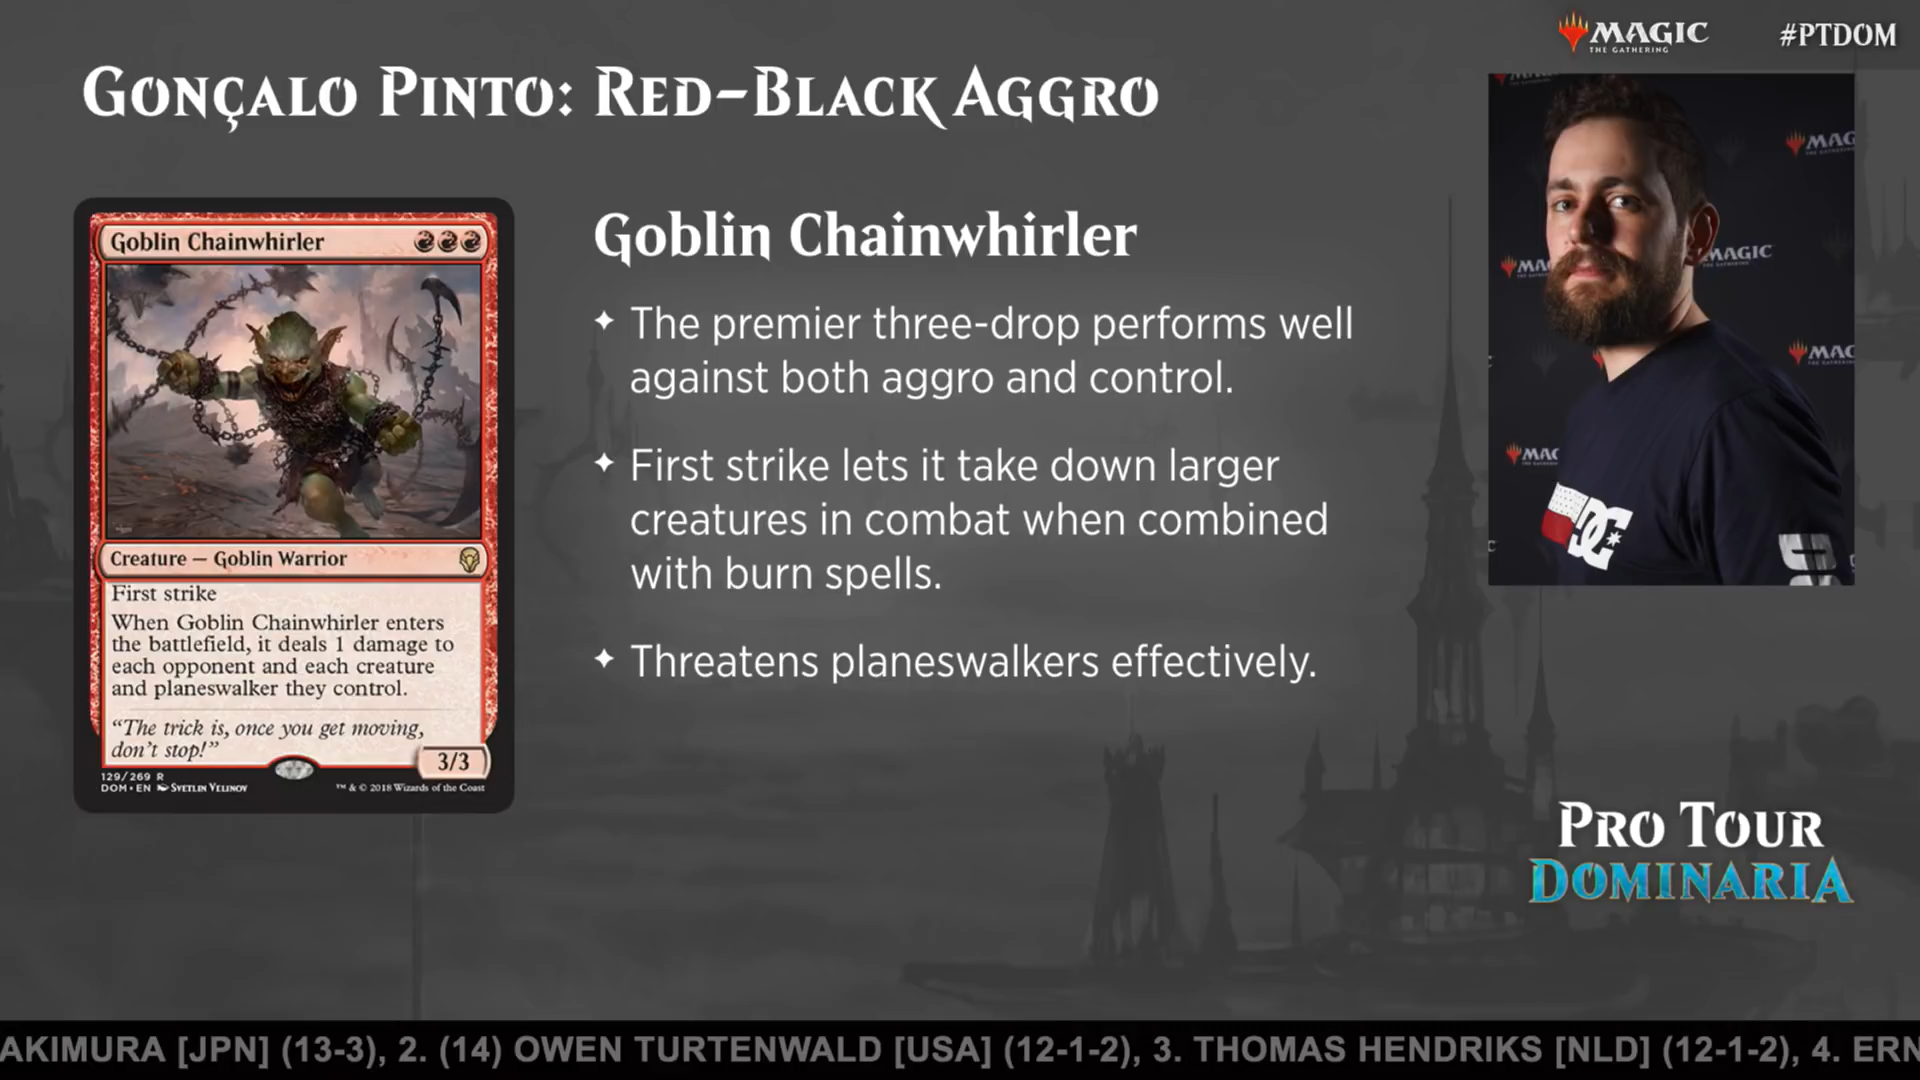 MAGIC
THE GATHERING
#PTDOM
GONÇALO PINTO: RED-BLACK AGGRO
Goblin Chainwhirler
Creature — Goblin Warrior
First strike
When Goblin Chainwhirler enters
the battlefield, it deals 1 damage to
each opponent and each creature
and planeswalker they control.
“The trick is, once you get moving,
don’t stop!”
3/3
129/269 R
DOM • EN SVETLIN VELINOV
™ & © 2018 Wizards of the Coast
Goblin Chainwhirler
The premier three-drop performs well
against both aggro and control.
First strike lets it take down larger
creatures in combat when combined
with burn spells.
Threatens planeswalkers effectively.
MAGIC
THE GATHERING
DC
PRO TOUR
DOMINARIA
AKIMURA [JPN] (13-3), 2. (14) OWEN TURTENWALD [USA] (12-1-2), 3. THOMAS HENDRIKS [NLD] (12-1-2), 4. ERN